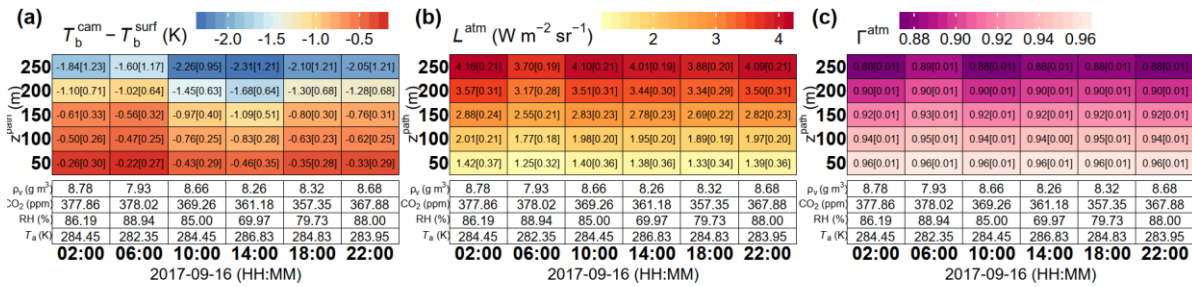 (a) T_b^cam − T_b^surf (K) -2.0 -1.5 -1.0 -0.5
250 -1.84[1.23] -1.60[1.17] -2.26[0.95] -2.31[1.21] -2.10[1.21] -2.05[1.21]
200 -1.10[0.71] -1.02[0.64] -1.45[0.63] -1.68[0.64] -1.30[0.68] -1.28[0.68]
150 -0.61[0.33] -0.56[0.32] -0.97[0.40] -1.09[0.51] -0.80[0.30] -0.76[0.31]
100 -0.50[0.26] -0.47[0.25] -0.76[0.25] -0.83[0.28] -0.63[0.23] -0.62[0.25]
50 -0.26[0.30] -0.22[0.27] -0.43[0.29] -0.46[0.35] -0.35[0.28] -0.33[0.29]
z^path (m)
ρ_v (g m³) 8.78 7.93 8.66 8.26 8.32 8.68
CO₂ (ppm) 377.86 378.02 369.26 361.18 357.35 367.88
RH (%) 86.19 88.94 85.00 69.97 79.73 88.00
T_a (K) 284.45 282.35 284.45 286.83 284.83 283.95
02:00 06:00 10:00 14:00 18:00 22:00
2017-09-16 (HH:MM)
(b) L^atm (W m⁻² sr⁻¹) 2 3 4
250 4.16[0.21] 3.70[0.19] 4.10[0.21] 4.01[0.19] 3.88[0.20] 4.09[0.21]
200 3.57[0.31] 3.17[0.28] 3.51[0.31] 3.44[0.30] 3.34[0.29] 3.50[0.31]
150 2.88[0.24] 2.55[0.21] 2.83[0.23] 2.78[0.23] 2.69[0.22] 2.82[0.23]
100 2.01[0.21] 1.77[0.18] 1.98[0.20] 1.95[0.20] 1.89[0.19] 1.97[0.20]
50 1.42[0.37] 1.25[0.32] 1.40[0.36] 1.38[0.36] 1.33[0.34] 1.39[0.36]
z^path (m)
ρ_v (g m³) 8.78 7.93 8.66 8.26 8.32 8.68
CO₂ (ppm) 377.86 378.02 369.26 361.18 357.35 367.88
RH (%) 86.19 88.94 85.00 69.97 79.73 88.00
T_a (K) 284.45 282.35 284.45 286.83 284.83 283.95
02:00 06:00 10:00 14:00 18:00 22:00
2017-09-16 (HH:MM)
(c) Γ^atm 0.88 0.90 0.92 0.94 0.96
250 0.88[0.01] 0.89[0.01] 0.88[0.01] 0.88[0.01] 0.88[0.01] 0.88[0.01]
200 0.90[0.01] 0.90[0.01] 0.90[0.01] 0.90[0.01] 0.90[0.01] 0.90[0.01]
150 0.92[0.01] 0.92[0.01] 0.92[0.01] 0.92[0.01] 0.92[0.01] 0.92[0.01]
100 0.94[0.01] 0.95[0.01] 0.94[0.01] 0.94[0.00] 0.94[0.01] 0.94[0.01]
50 0.96[0.01] 0.96[0.01] 0.96[0.01] 0.96[0.01] 0.96[0.01] 0.96[0.01]
z^path (m)
ρ_v (g m³) 8.78 7.93 8.66 8.26 8.32 8.68
CO₂ (ppm) 377.86 378.02 369.26 361.18 357.35 367.88
RH (%) 86.19 88.94 85.00 69.97 79.73 88.00
T_a (K) 284.45 282.35 284.45 286.83 284.83 283.95
02:00 06:00 10:00 14:00 18:00 22:00
2017-09-16 (HH:MM)